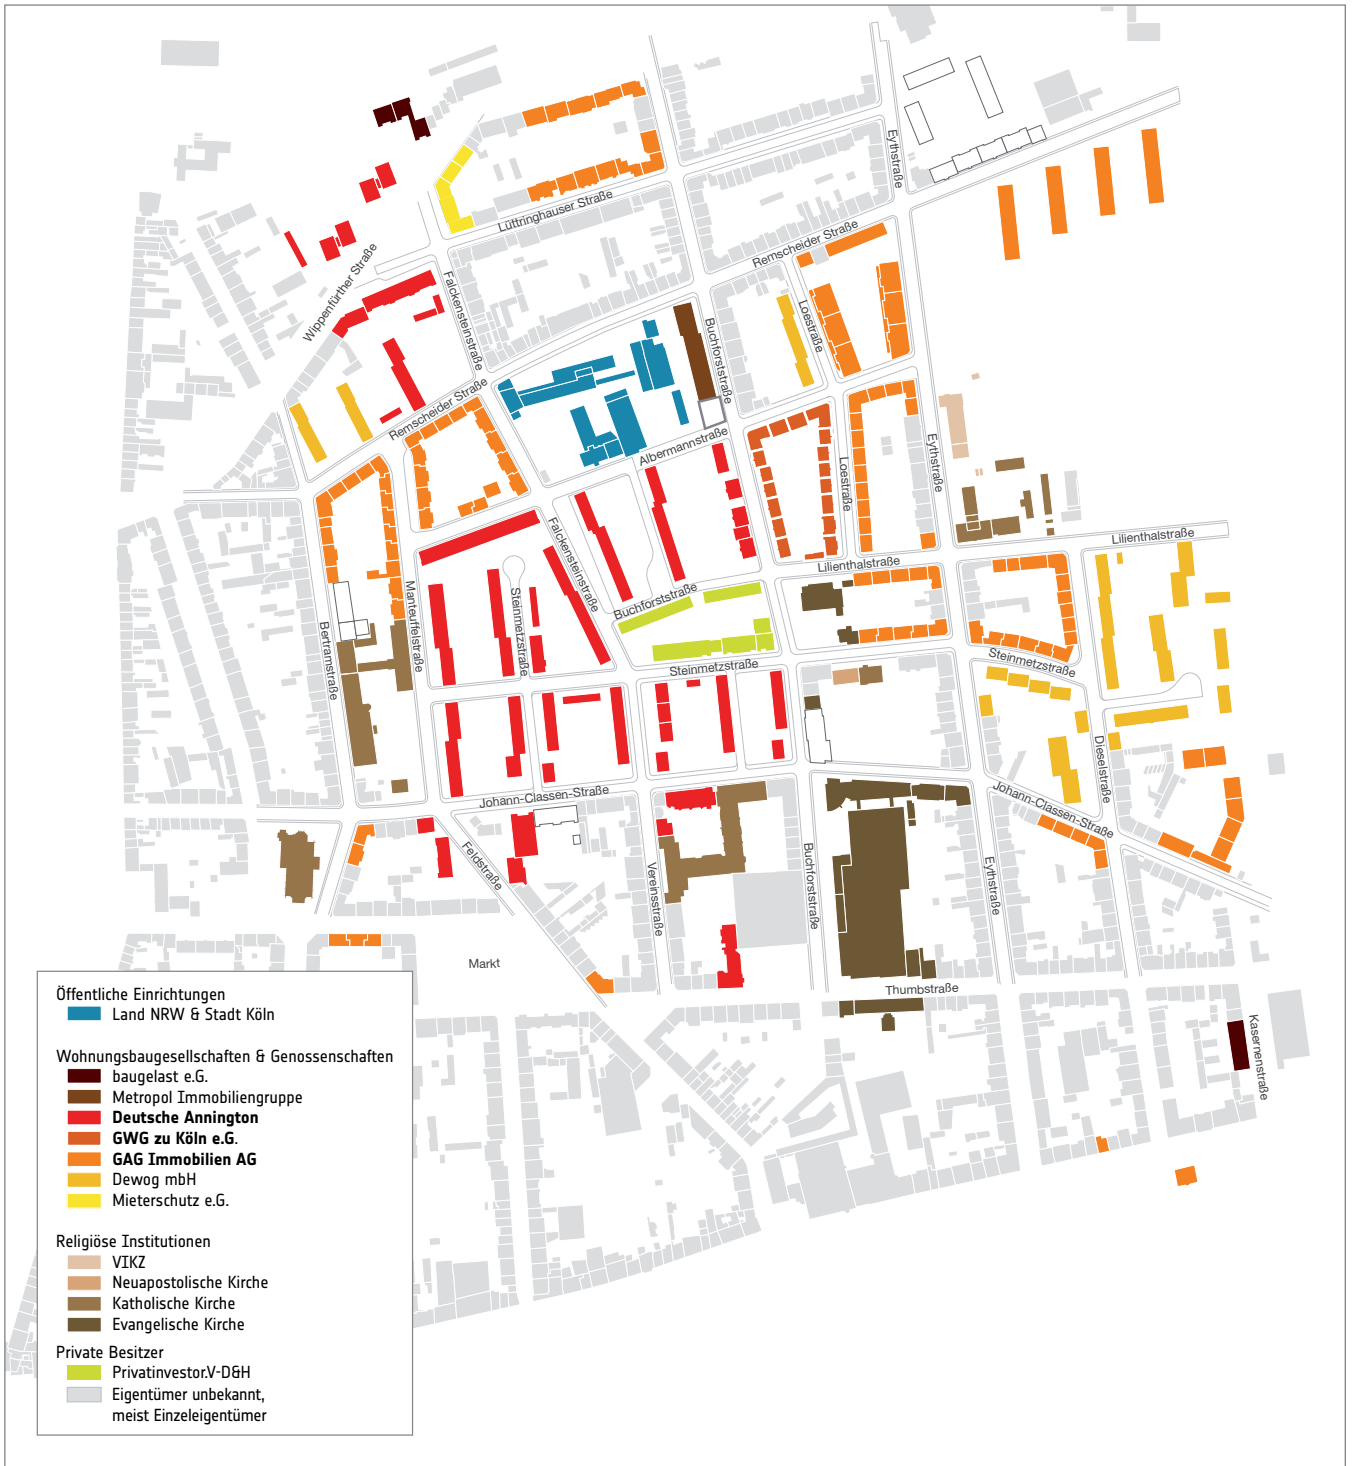 Eythstraße
Lüttringhauser Straße
Remscheider Straße
Wippenfürther Straße
Falckensteinstraße
Buchforststraße
Loestraße
Remscheider Straße
Albermannstraße
Loestraße
Eythstraße
Lilienthalstraße
Falckensteinstraße
Lilienthalstraße
Manteuffelstraße
Steinmetzstraße
Buchforststraße
Bertramstraße
Steinmetzstraße
Steinmetzstraße
Dieselstraße
Johann-Classen-Straße
Johann-Classen-Straße
Feldstraße
Vereinsstraße
Buchforststraße
Eythstraße
Markt
Thumbstraße
Kasernenstraße
Öffentliche Einrichtungen
Land NRW & Stadt Köln
Wohnungsbaugesellschaften & Genossenschaften
baugelast e.G.
Metropol Immobiliengruppe
Deutsche Annington
GWG zu Köln e.G.
GAG Immobilien AG
Dewog mbH
Mieterschutz e.G.
Religiöse Institutionen
VIKZ
Neuapostolische Kirche
Katholische Kirche
Evangelische Kirche
Private Besitzer
Privatinvestor.V-D&H
Eigentümer unbekannt,
meist Einzeleigentümer